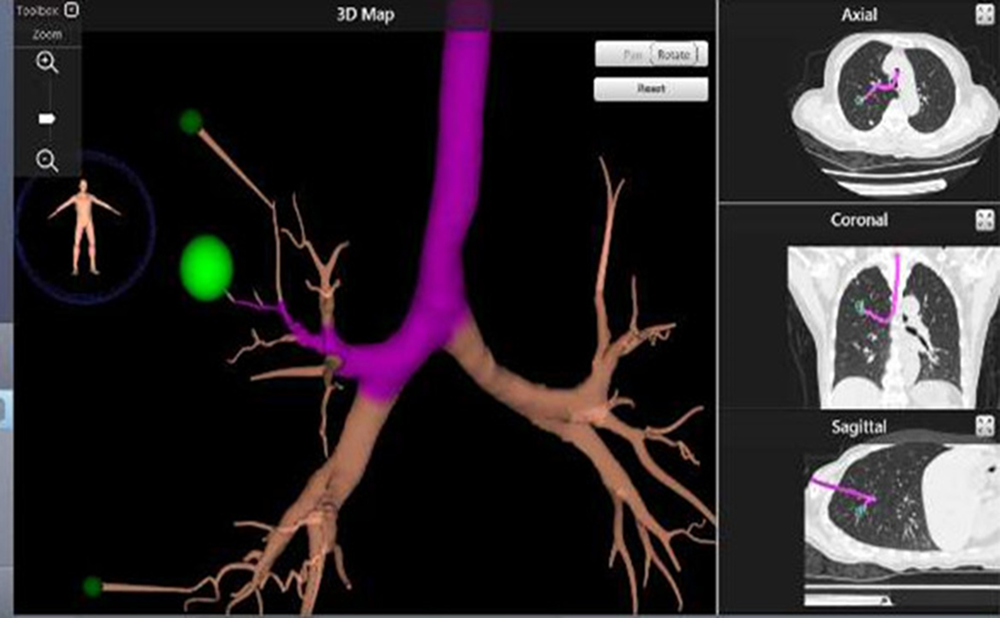 Toolbox
Zoom
3D Map
Pan
Rotate
Reset
Axial
Coronal
Sagittal